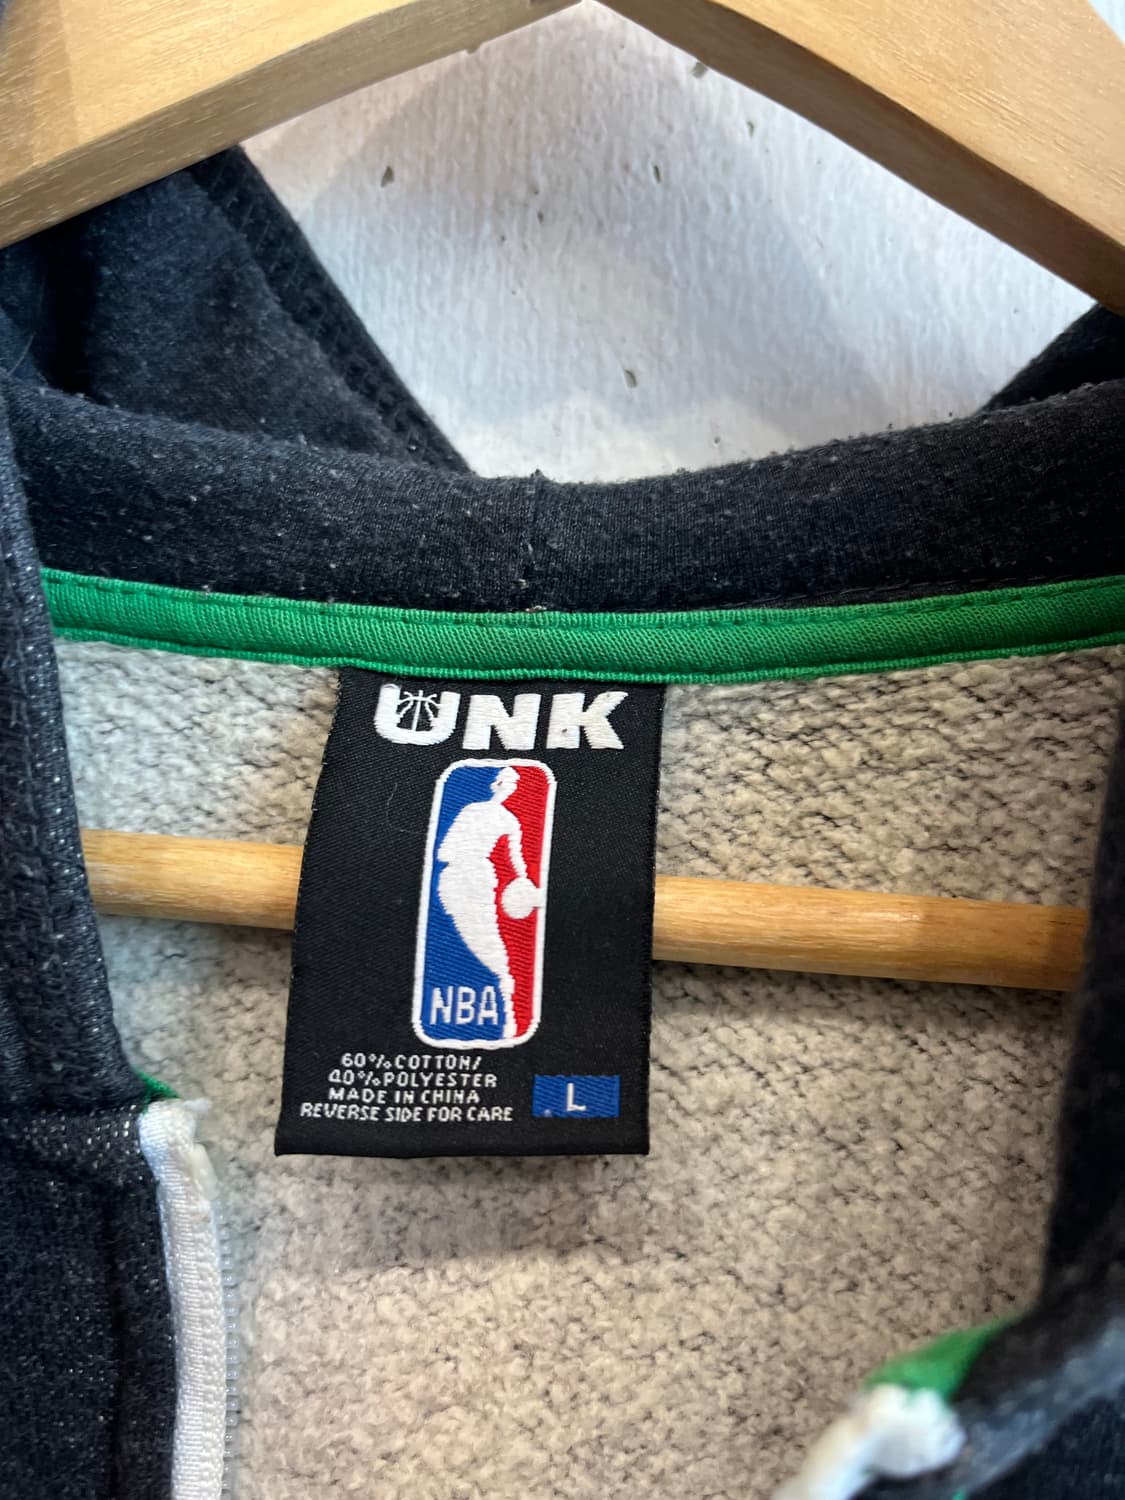 UNK
NBA
60% COTTON/
40% POLYESTER
MADE IN CHINA
REVERSE SIDE FOR CARE
L